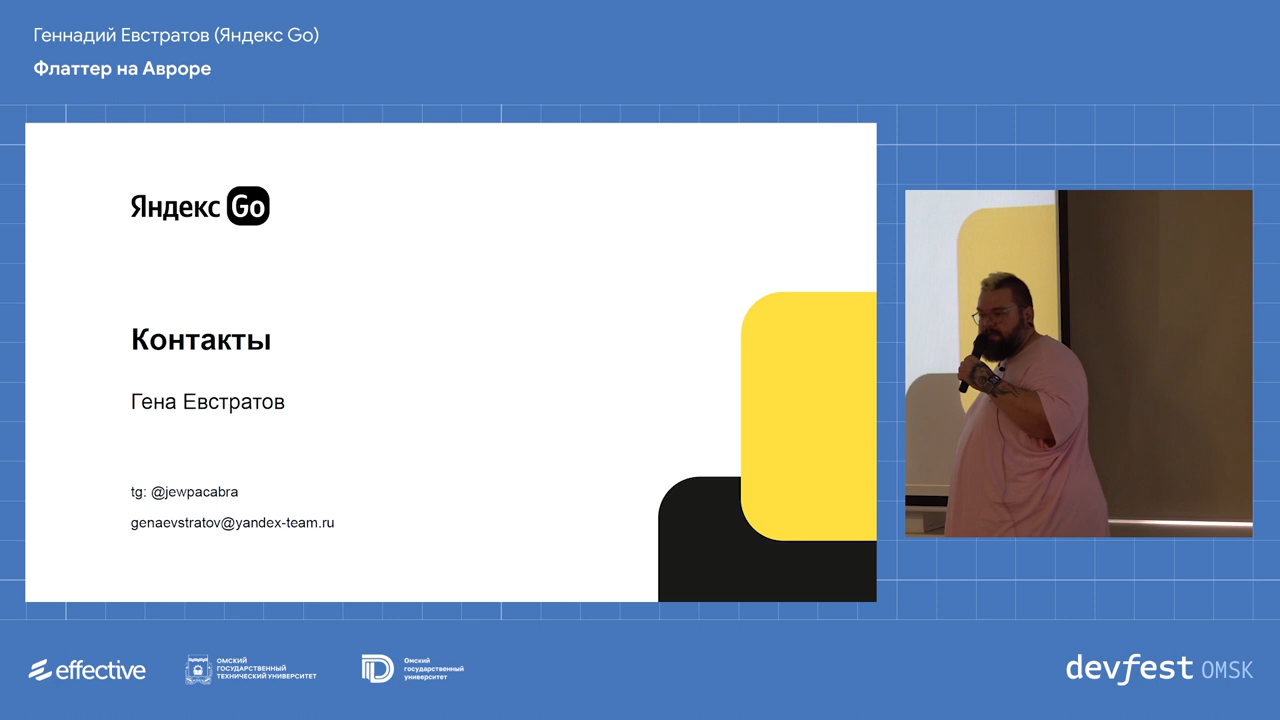 Геннадий Евстратов (Яндекс Go)
Флаттер на Авроре
Яндекс Go
Контакты
Гена Евстратов
tg: @jewpacabra
genaevstratov@yandex-team.ru
effective
ОМСКИЙ
ГОСУДАРСТВЕННЫЙ
ТЕХНИЧЕСКИЙ УНИВЕРСИТЕТ
Омский
государственный
университет
devfest OMSK